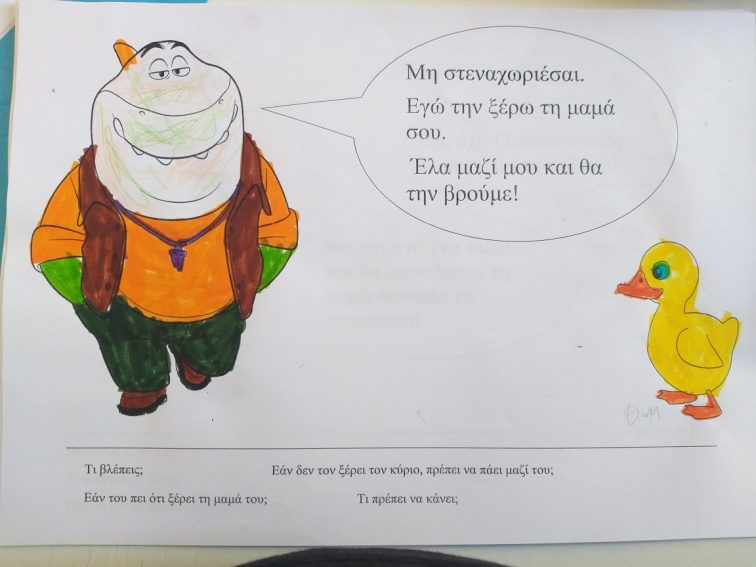 Μη στεναχωριέσαι.
Εγώ την ξέρω τη μαμά
σου.
Έλα μαζί μου και θα
την βρούμε!
Τι βλέπεις; Εάν δεν τον ξέρει τον κύριο, πρέπει να πάει μαζί του;
Εάν του πει ότι ξέρει τη μαμά του; Τι πρέπει να κάνει;